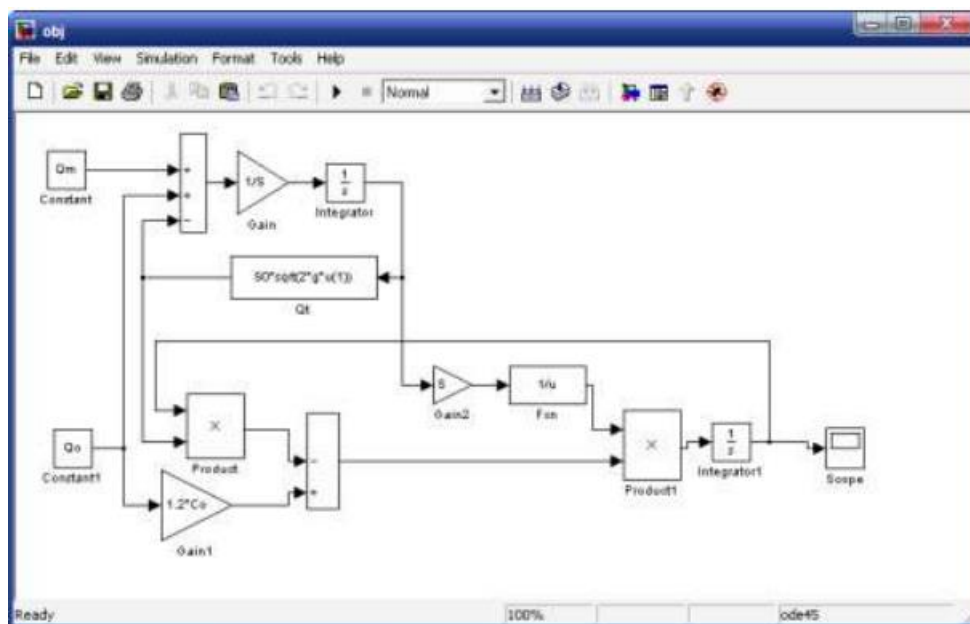 obj
File Edit View Simulation Format Tools Help
Normal
Qm
Constant
+
+
−
1/S
Gain
1
s
Integrator
S0*sqrt(2*g*u(1))
Qt
×
Product
Qo
Constant1
1.2*Co
Gain1
−
+
S
Gain2
1/u
Fcn
×
Product1
1
s
Integrator1
Scope
Ready
100%
ode45